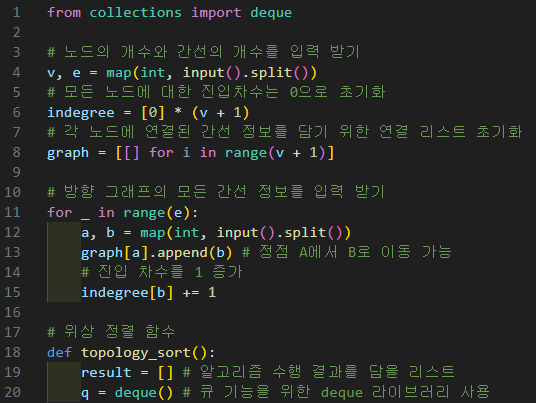 1 from collections import deque
2
3 # 노드의 개수와 간선의 개수를 입력 받기
4 v, e = map(int, input().split())
5 # 모든 노드에 대한 진입차수는 0으로 초기화
6 indegree = [0] * (v + 1)
7 # 각 노드에 연결된 간선 정보를 담기 위한 연결 리스트 초기화
8 graph = [[] for i in range(v + 1)]
9
10 # 방향 그래프의 모든 간선 정보를 입력 받기
11 for _ in range(e):
12     a, b = map(int, input().split())
13     graph[a].append(b) # 정점 A에서 B로 이동 가능
14     # 진입 차수를 1 증가
15     indegree[b] += 1
16
17 # 위상 정렬 함수
18 def topology_sort():
19     result = [] # 알고리즘 수행 결과를 담을 리스트
20     q = deque() # 큐 기능을 위한 deque 라이브러리 사용